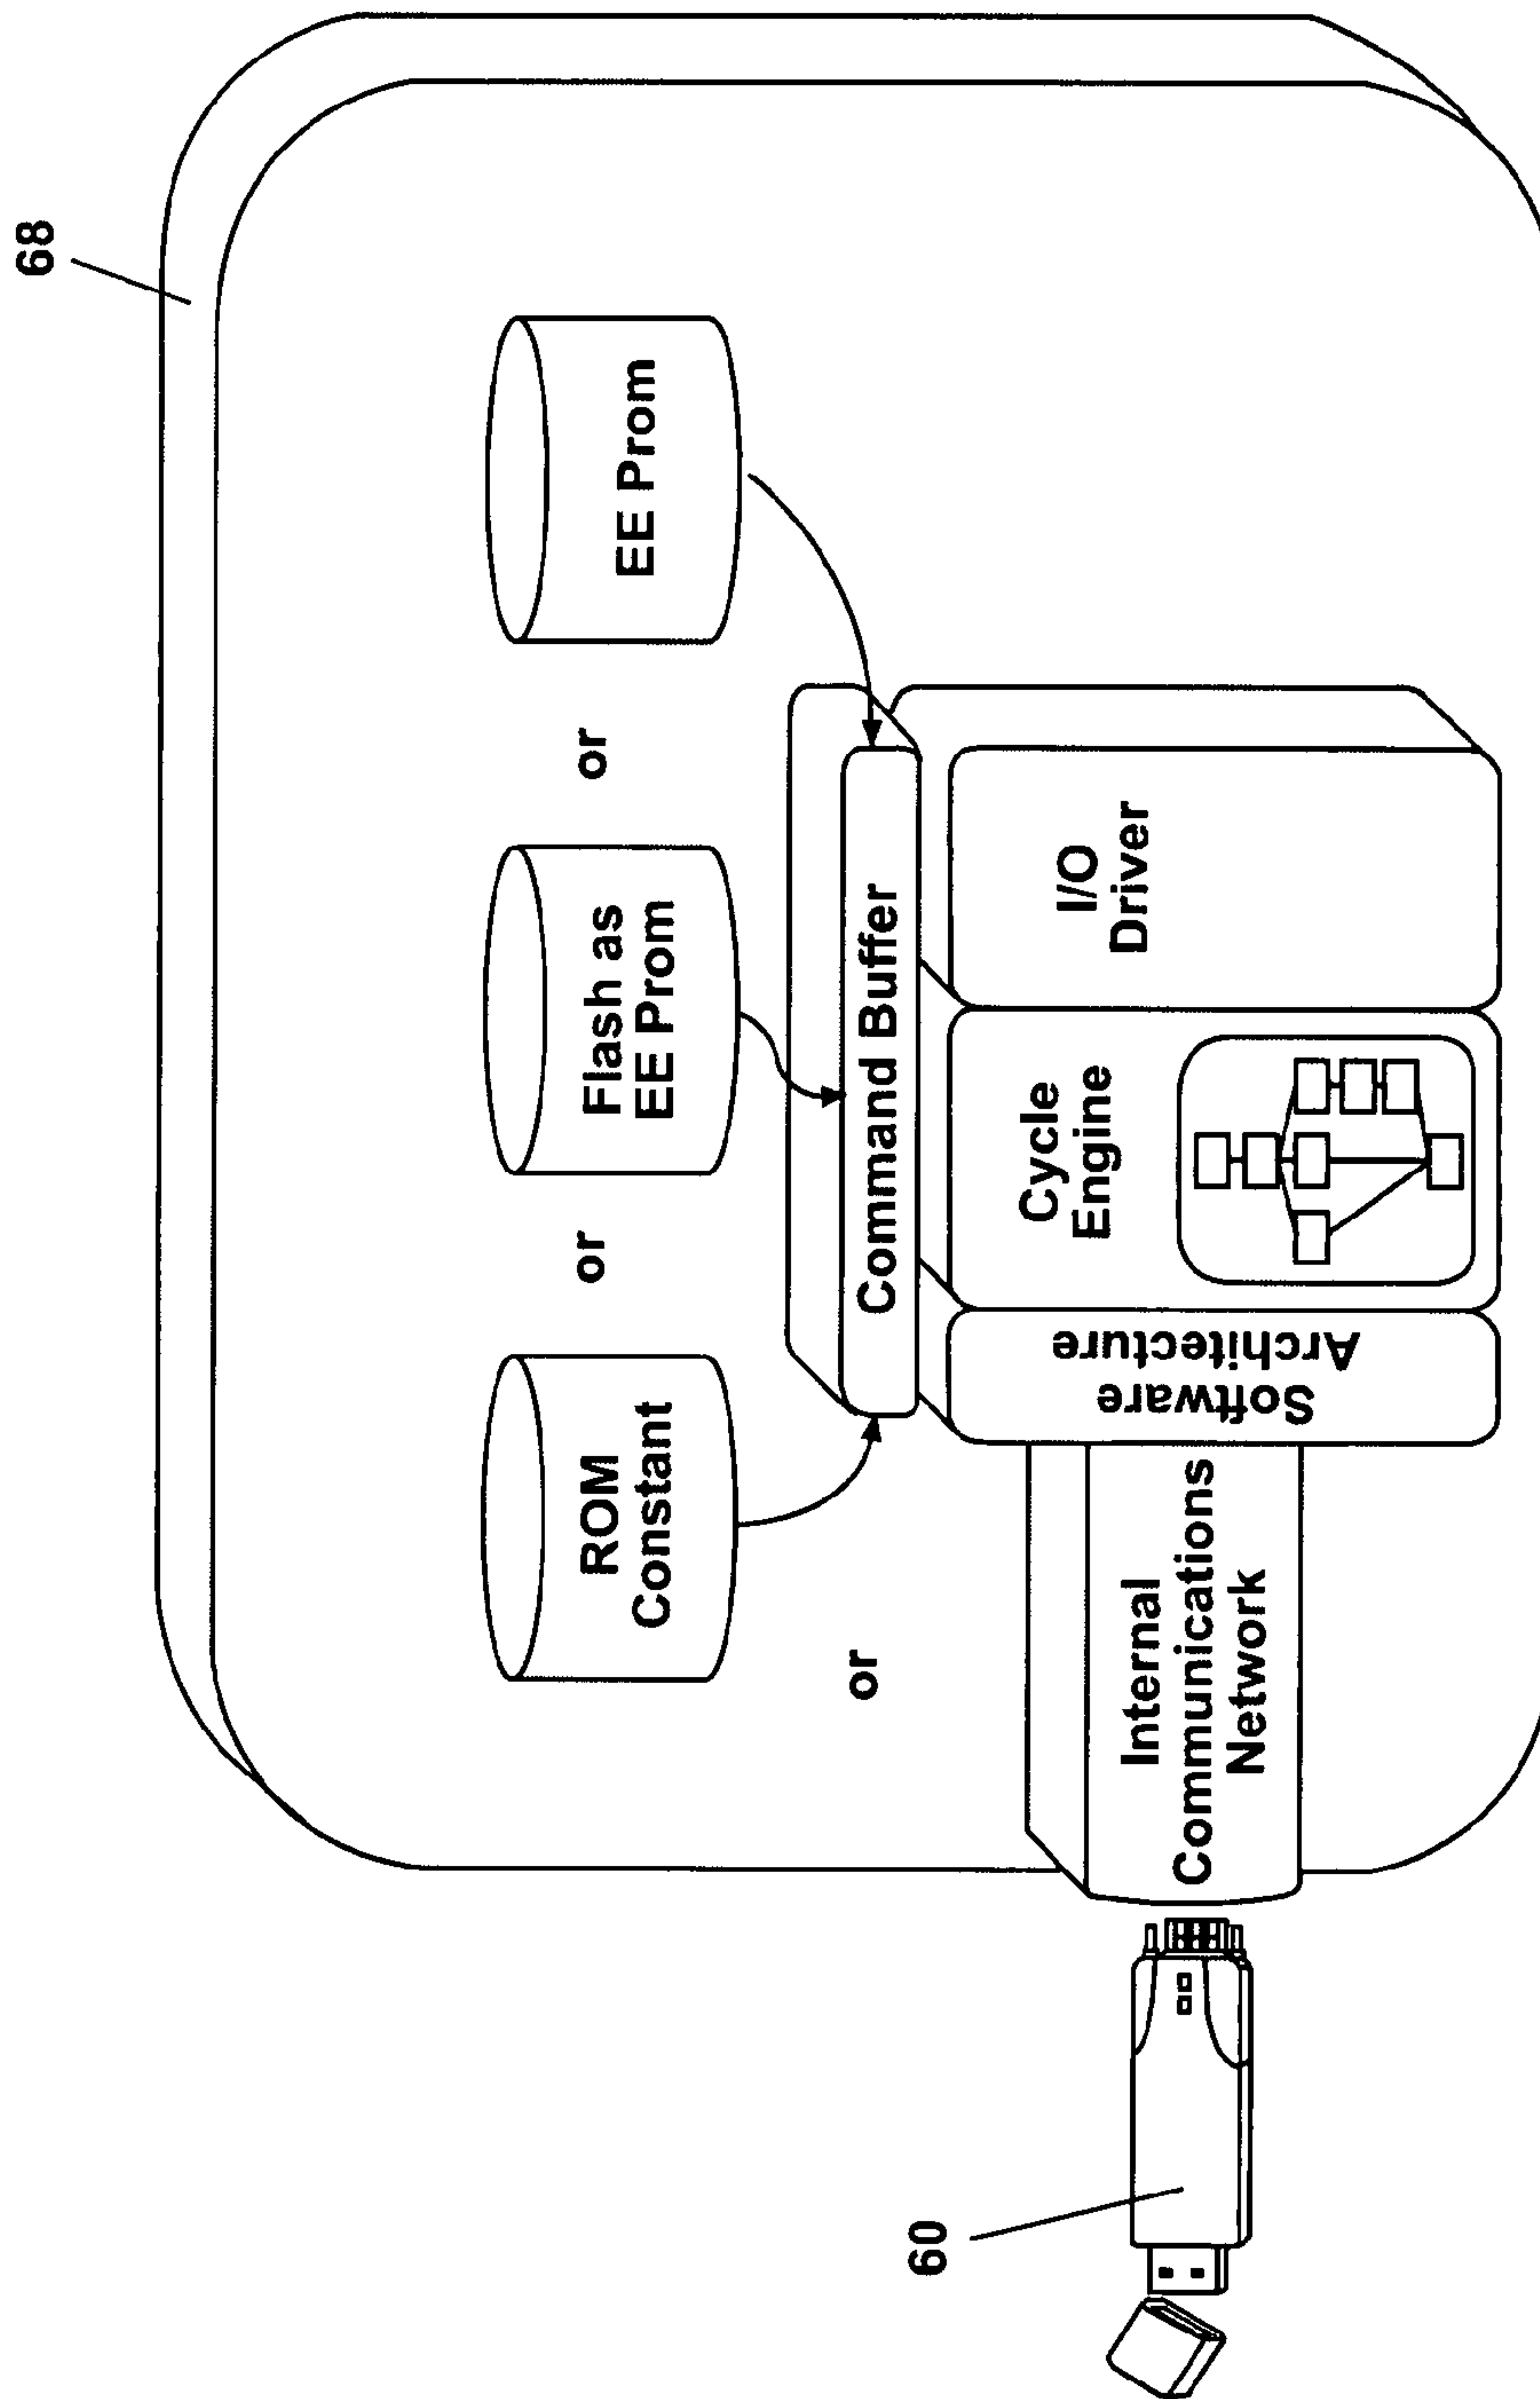 68
ROM
Constant
or
Flash as
EE Prom
or
EE Prom
or
Command Buffer
Internal
Communications
Network
Software
Architecture
Cycle
Engine
I/O
Driver
60